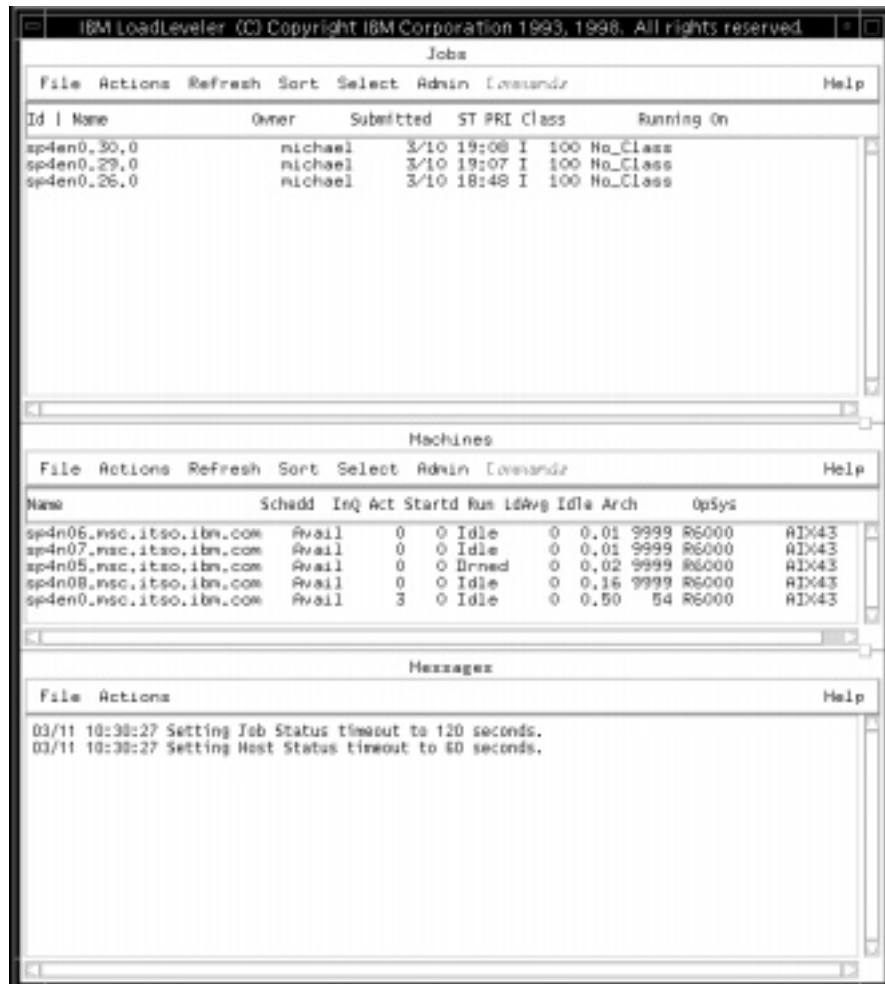 IBM LoadLeveler (C) Copyright IBM Corporation 1993, 1998. All rights reserved.
Jobs
File Actions Refresh Sort Select Admin Commands Help
Id | Name Owner Submitted ST PRI Class Running On
sp4en0.30.0 michael 3/10 19:08 I 100 No_Class
sp4en0.29.0 michael 3/10 19:07 I 100 No_Class
sp4en0.26.0 michael 3/10 18:48 I 100 No_Class
Machines
File Actions Refresh Sort Select Admin Commands Help
Name Schedd InQ Act Startd Run LdAvg Idle Arch OpSys
sp4n06.msc.itso.ibm.com Avail 0 0 Idle 0 0.01 9999 R6000 AIX43
sp4n07.msc.itso.ibm.com Avail 0 0 Idle 0 0.01 9999 R6000 AIX43
sp4n05.msc.itso.ibm.com Avail 0 0 Drned 0 0.02 9999 R6000 AIX43
sp4n08.msc.itso.ibm.com Avail 0 0 Idle 0 0.16 9999 R6000 AIX43
sp4en0.msc.itso.ibm.com Avail 3 0 Idle 0 0.50 54 R6000 AIX43
Messages
File Actions Help
03/11 10:30:27 Setting Job Status timeout to 120 seconds.
03/11 10:30:27 Setting Host Status timeout to 60 seconds.